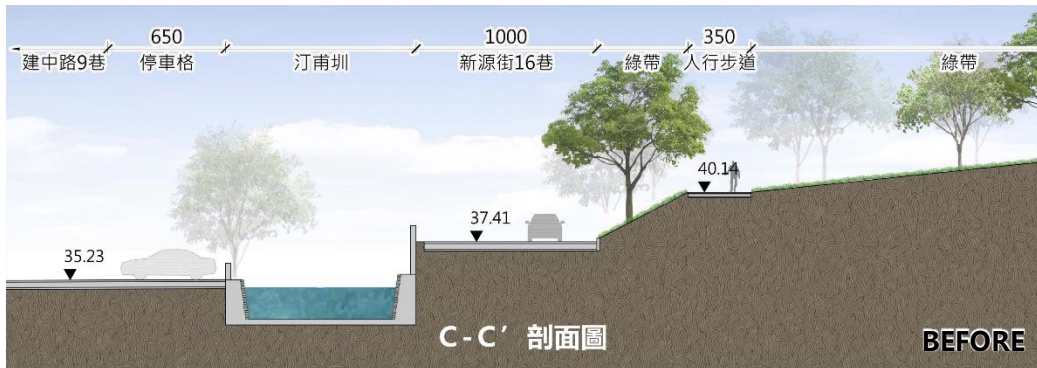 650
1000
350
建中路9巷
停車格
汀甫圳
新源街16巷
綠帶
人行步道
綠帶
40.14
37.41
35.23
C-C’剖面圖
BEFORE